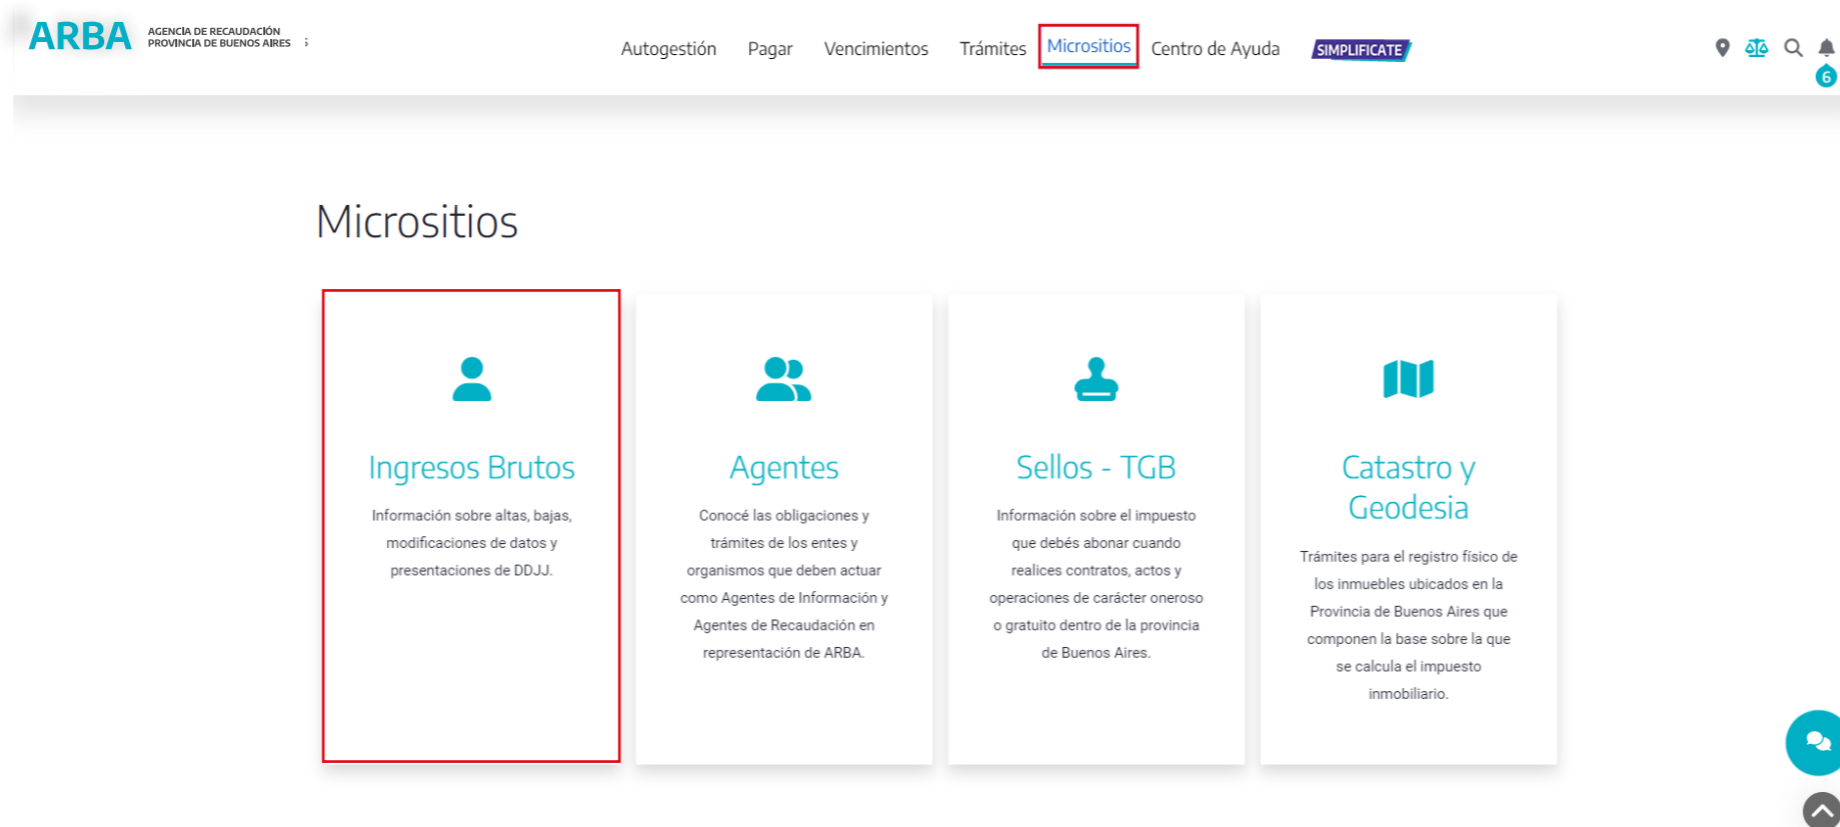 ARBA
AGENCIA DE RECAUDACIÓN
PROVINCIA DE BUENOS AIRES
Autogestión Pagar Vencimientos Trámites Micrositios Centro de Ayuda SIMPLIFICATE
6
Micrositios
Ingresos Brutos
Información sobre altas, bajas,
modificaciones de datos y
presentaciones de DDJJ.
Agentes
Conocé las obligaciones y
trámites de los entes y
organismos que deben actuar
como Agentes de Información y
Agentes de Recaudación en
representación de ARBA.
Sellos - TGB
Información sobre el impuesto
que debés abonar cuando
realices contratos, actos y
operaciones de carácter oneroso
o gratuito dentro de la provincia
de Buenos Aires.
Catastro y
Geodesia
Trámites para el registro físico de
los inmuebles ubicados en la
Provincia de Buenos Aires que
componen la base sobre la que
se calcula el impuesto
inmobiliario.